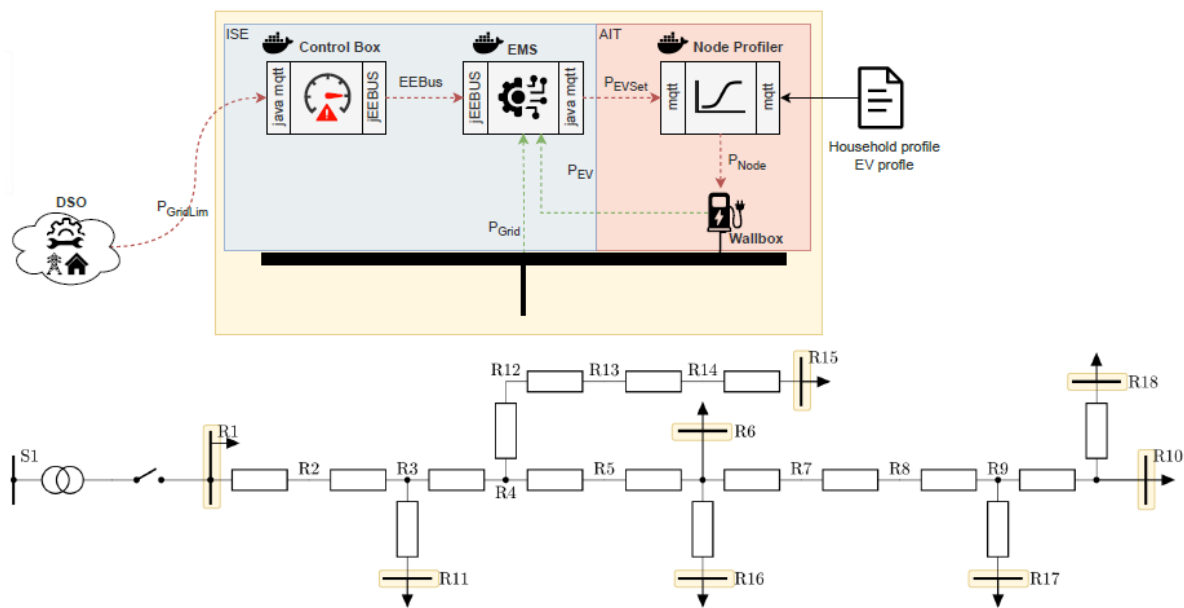 ISE
AIT
Control Box
EMS
Node Profiler
java mqtt
jEEBUS
EEBus
jEEBUS
java mqtt
P_EVSet
mqtt
mqtt
Household profile
EV profle
P_Node
P_EV
DSO
P_GridLim
P_Grid
Wallbox
R12
R13
R14
R15
R18
S1
R1
R2
R3
R4
R5
R6
R7
R8
R9
R10
R11
R16
R17